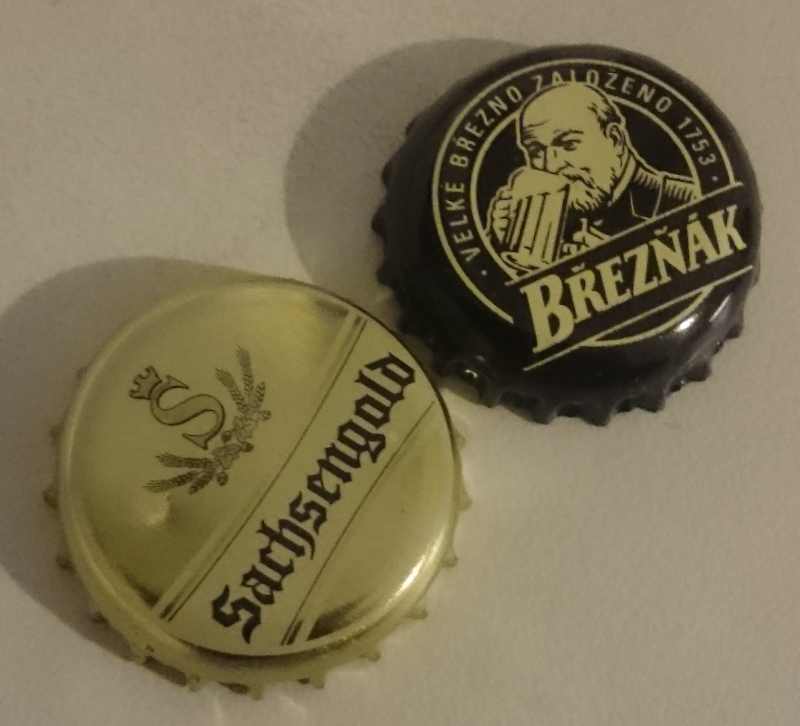 VELKÉ BŘEZNO ZALOŽENO 1753
BŘEZŇÁK
S
Sachsengold